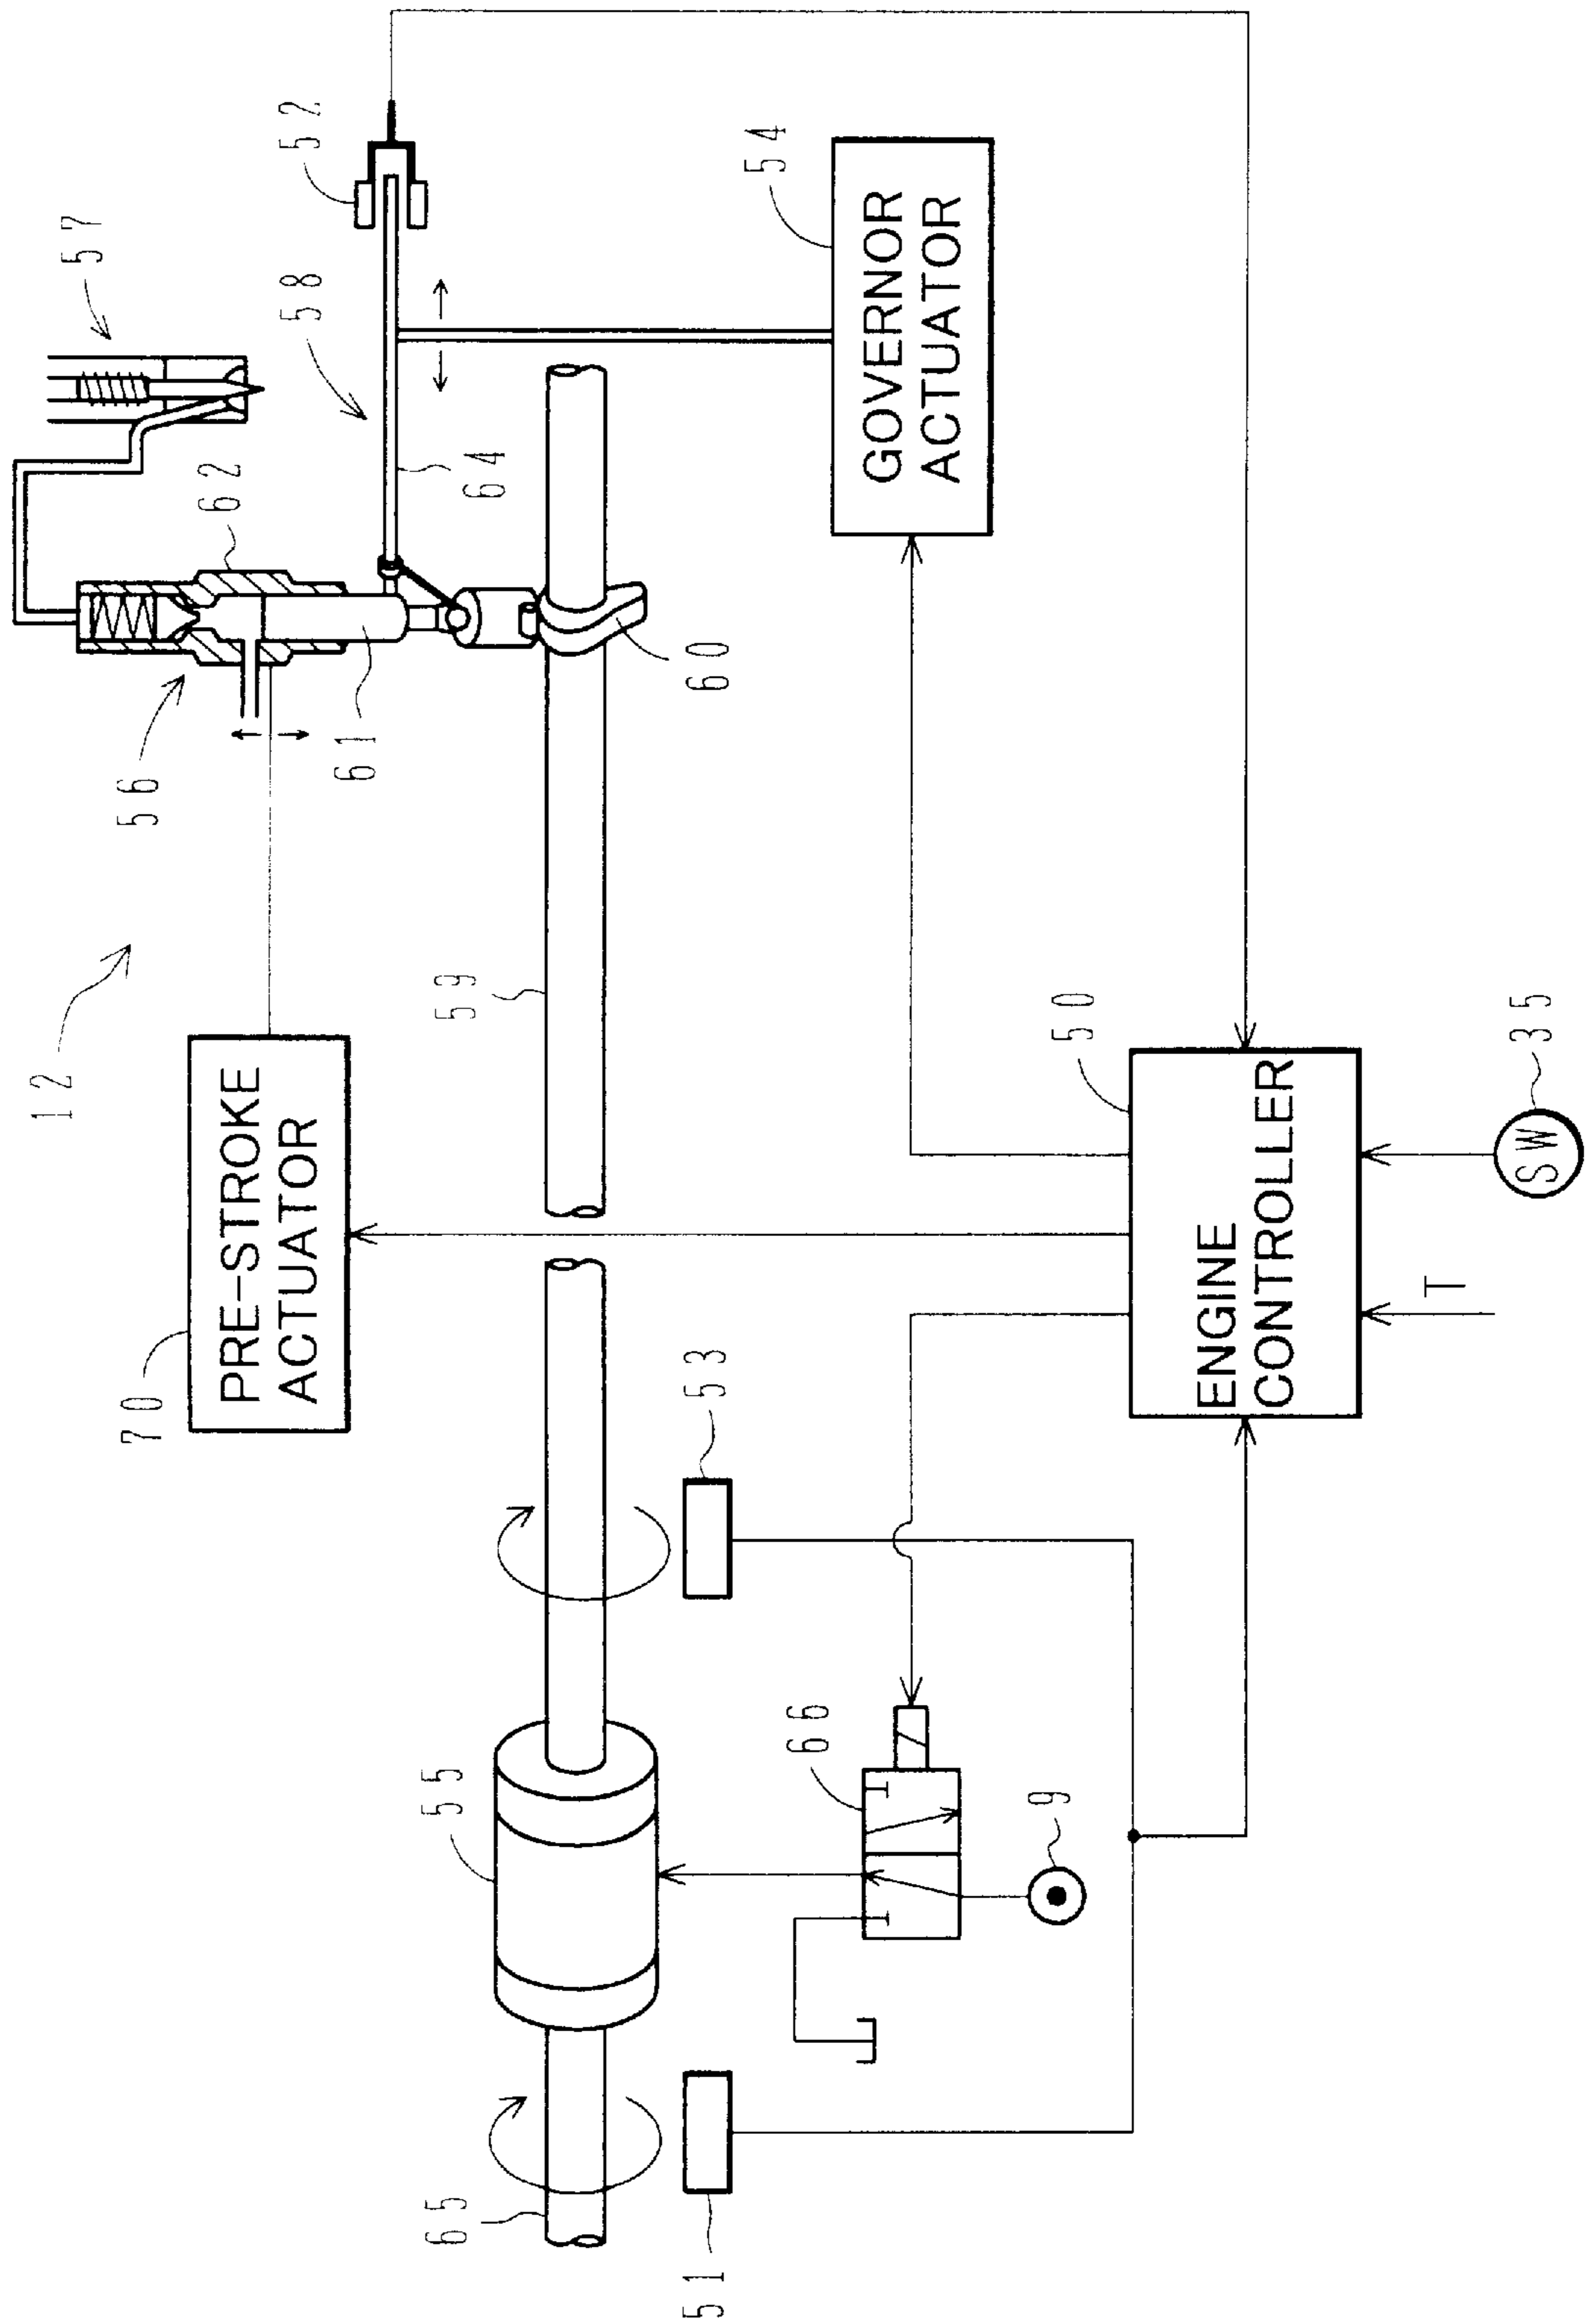 12
70
PRE-STROKE
ACTUATOR
56
62
57
61
58
52
64
59
60
GOVERNOR
ACTUATOR
54
65
55
53
51
66
9
ENGINE
CONTROLLER
50
T
SW
35